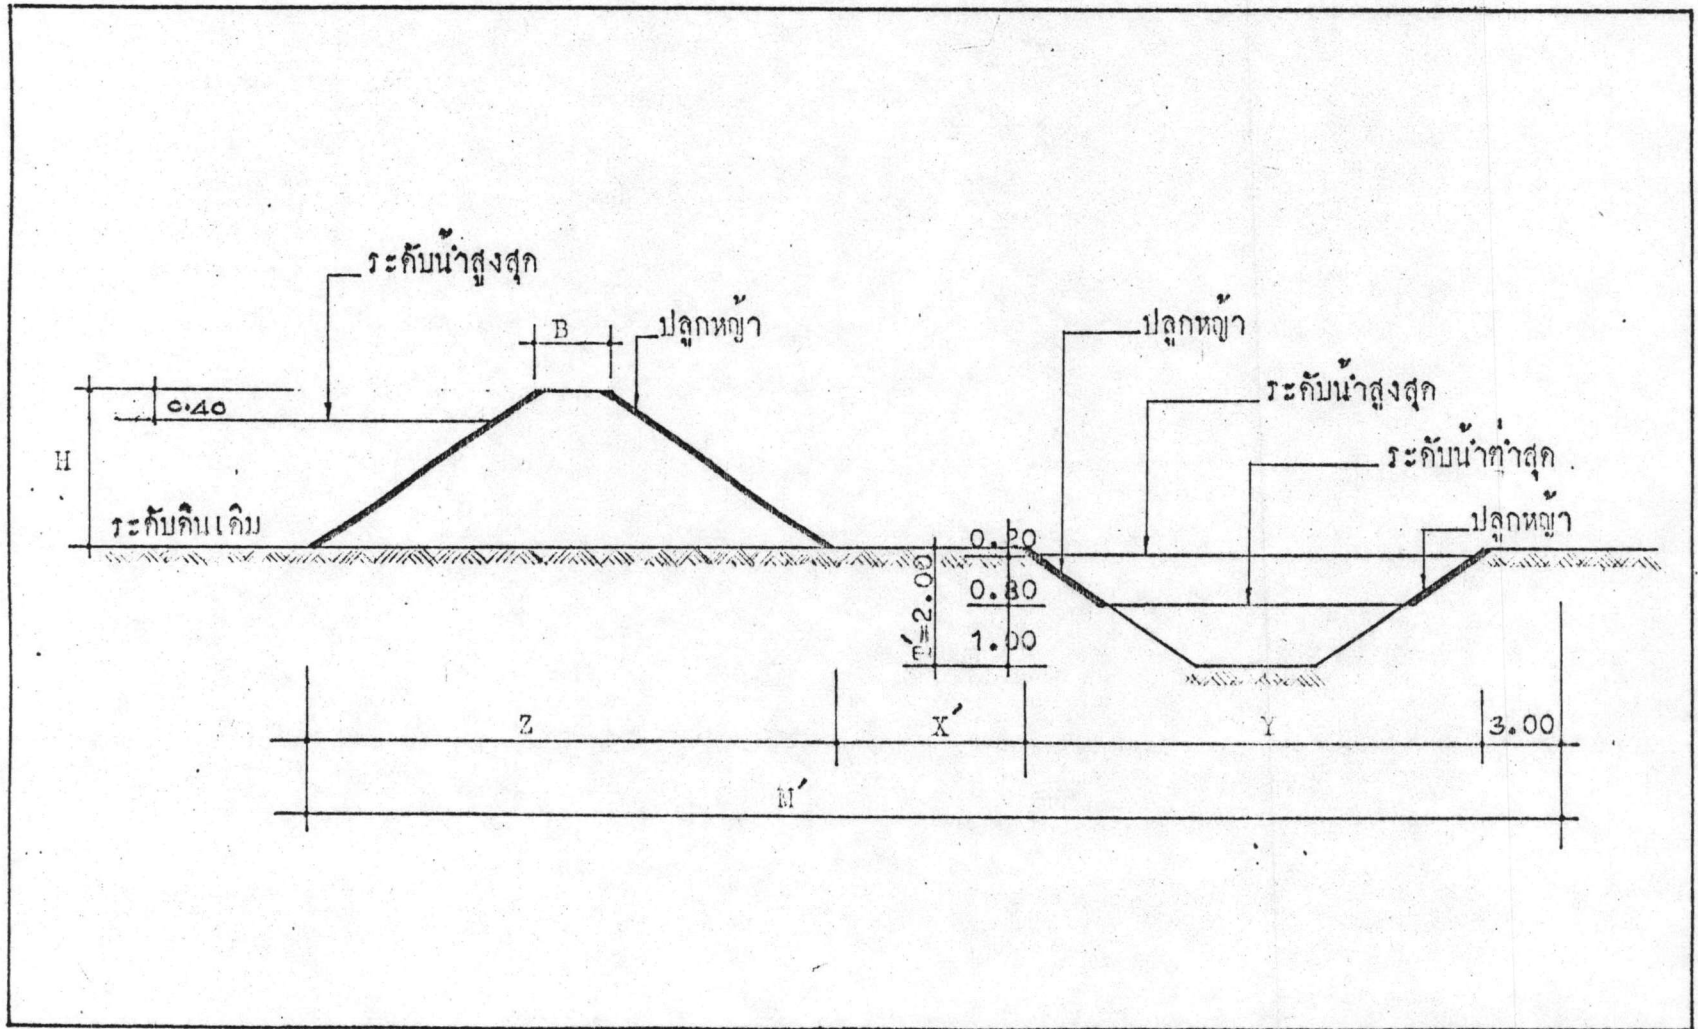 ระดับน้ำสูงสุด
B
ปลูกหญ้า
ปลูกหญ้า
ระดับน้ำสูงสุด
0.40
H
ระดับน้ำต่ำสุด
ระดับดินเดิม
ปลูกหญ้า
0.20
0.80
=2.00
1.00
Z
X′
Y
3.00
M′